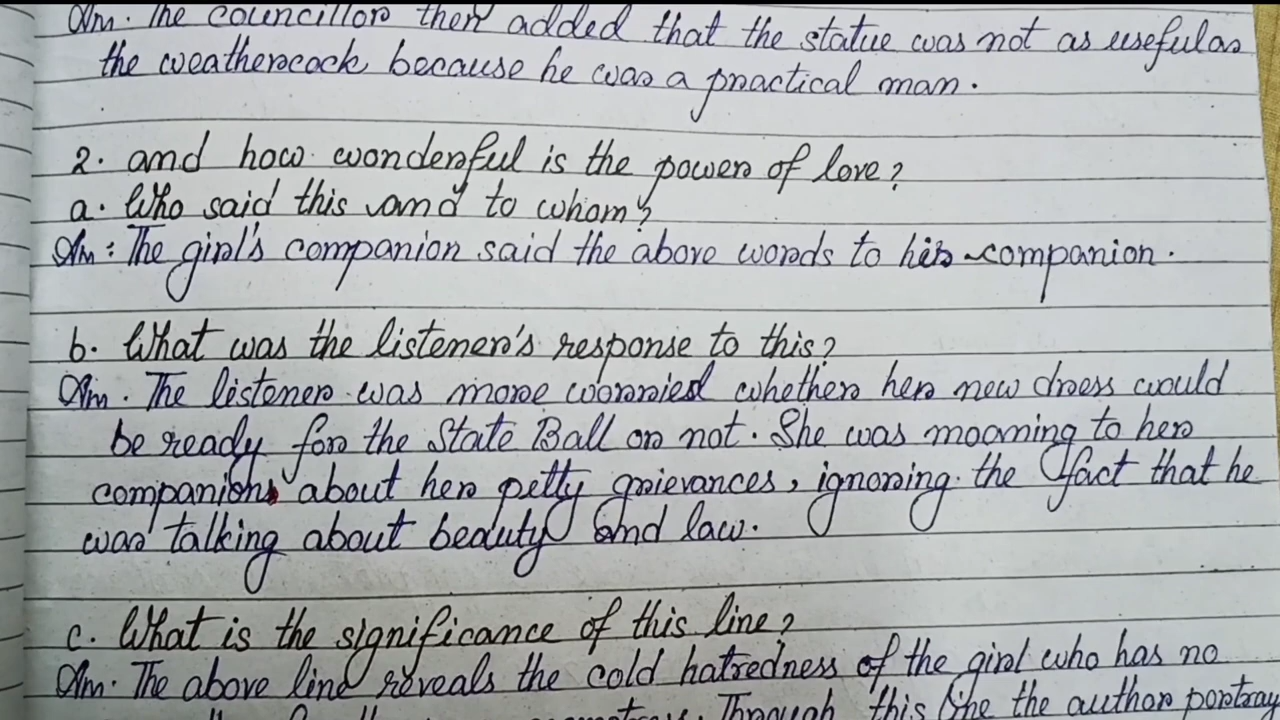 Ans. The councillor then added that the statue was not as useful as
the weathercock because he was a practical man.
2. and how wonderful is the power of love?
a. Who said this and to whom?
Ans: The girl's companion said the above words to his companion.
b. What was the listener's response to this?
Ans. The listener was more worried whether her new dress would
be ready for the State Ball or not. She was moaning to her
companions about her petty grievances, ignoring the fact that he
was talking about beauty and law.
c. What is the significance of this line?
Ans. The above line reveals the cold hatredness of the girl who has no
Through this line the author portray